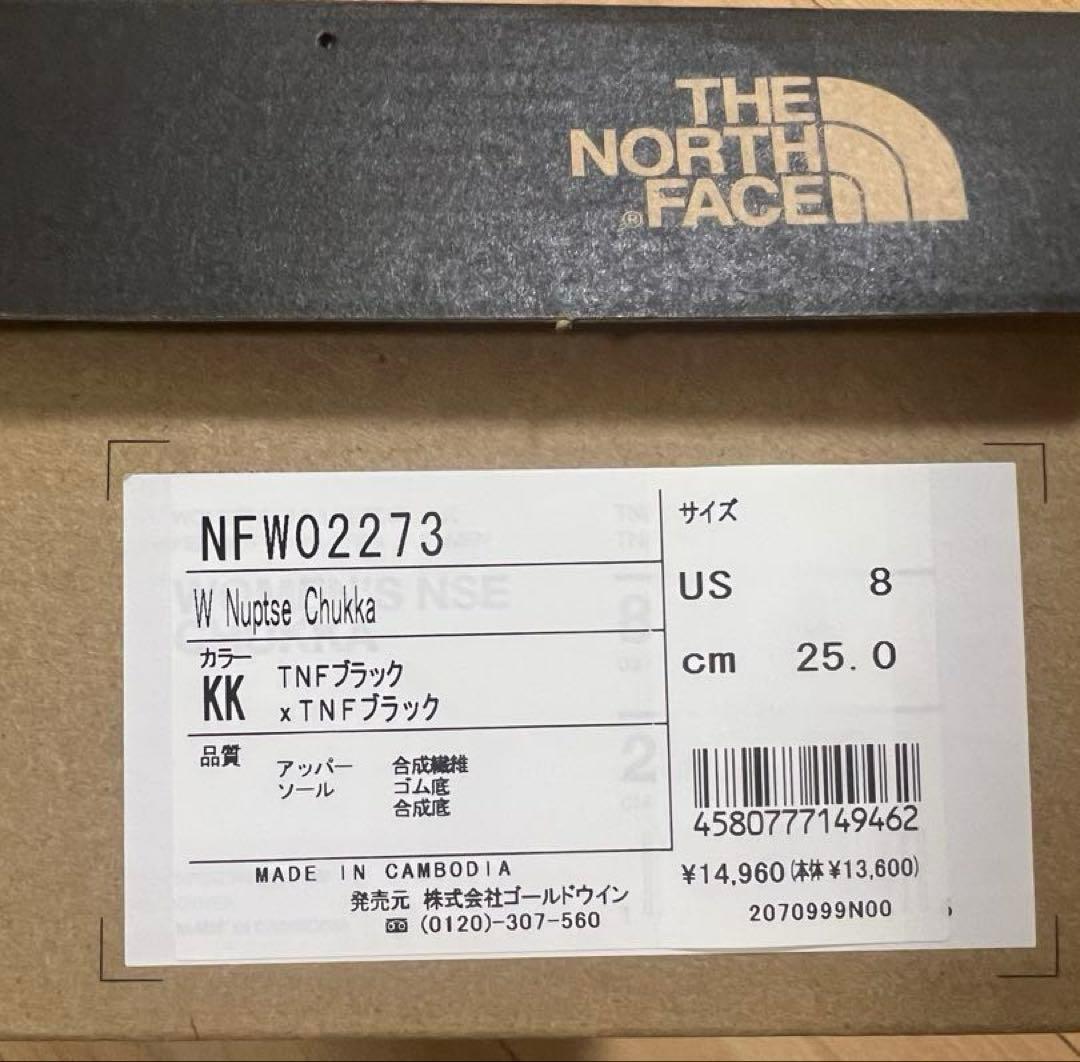 THE
NORTH
FACE
®
NFW02273
W Nuptse Chukka
カラー
KK
TNFブラック
xTNFブラック
品質
アッパー 合成繊維
ソール ゴム底
合成底
MADE IN CAMBODIA
発売元 株式会社ゴールドウイン
(0120)-307-560
サイズ
US 8
cm 25.0
4580777149462
¥14,960(本体¥13,600)
2070999N00
WOMEN'S NSE
CHUKKA